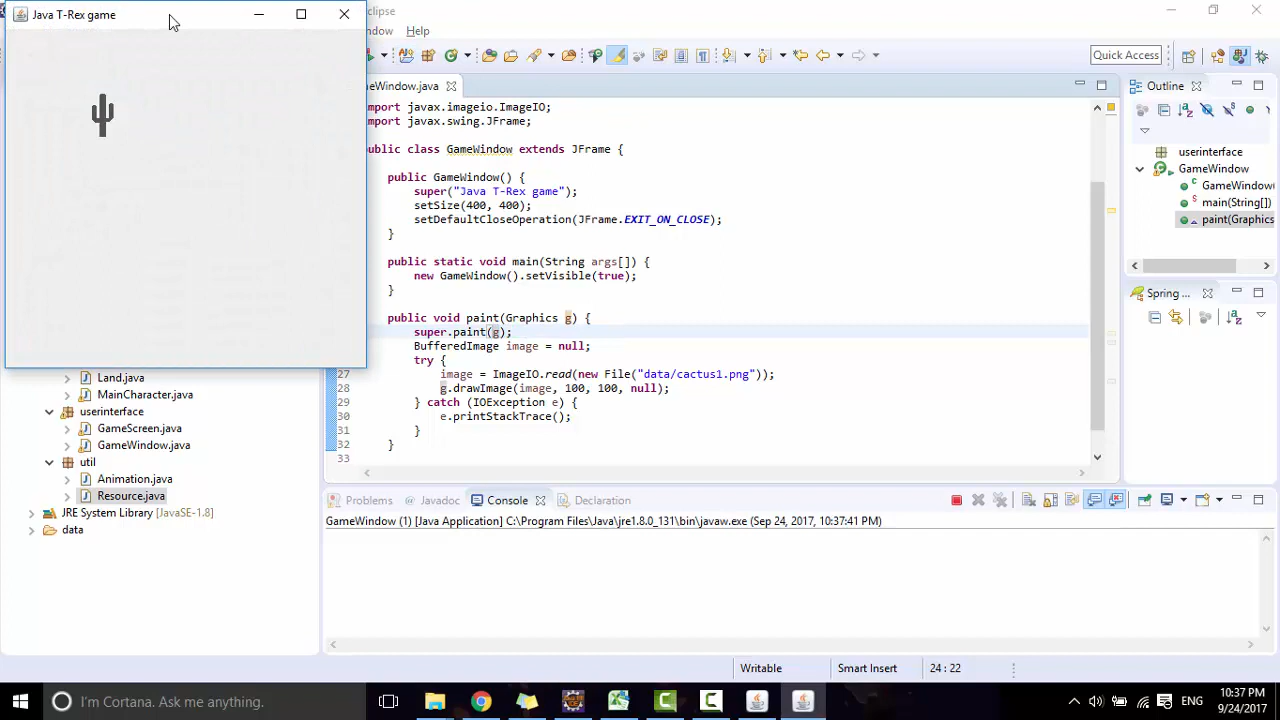 Java T-Rex game
clipse
ndow Help
Quick Access
eWindow.java
import javax.imageio.ImageIO;
import javax.swing.JFrame;
public class GameWindow extends JFrame {
public GameWindow() {
super("Java T-Rex game");
setSize(400, 400);
setDefaultCloseOperation(JFrame.EXIT_ON_CLOSE);
}
public static void main(String args[]) {
new GameWindow().setVisible(true);
}
public void paint(Graphics g) {
super.paint(g);
BufferedImage image = null;
try {
27 image = ImageIO.read(new File("data/cactus1.png"));
28 g.drawImage(image, 100, 100, null);
29 } catch (IOException e) {
30 e.printStackTrace();
31 }
32 }
33
Outline
userinterface
GameWindow
GameWindow(
main(String[])
paint(Graphics
Spring ...
Land.java
MainCharacter.java
userinterface
GameScreen.java
GameWindow.java
util
Animation.java
Resource.java
JRE System Library [JavaSE-1.8]
data
Problems Javadoc Console Declaration
GameWindow (1) [Java Application] C:\Program Files\Java\jre1.8.0_131\bin\javaw.exe (Sep 24, 2017, 10:37:41 PM)
Writable Smart Insert 24 : 22
I'm Cortana. Ask me anything.
ENG
10:37 PM
9/24/2017